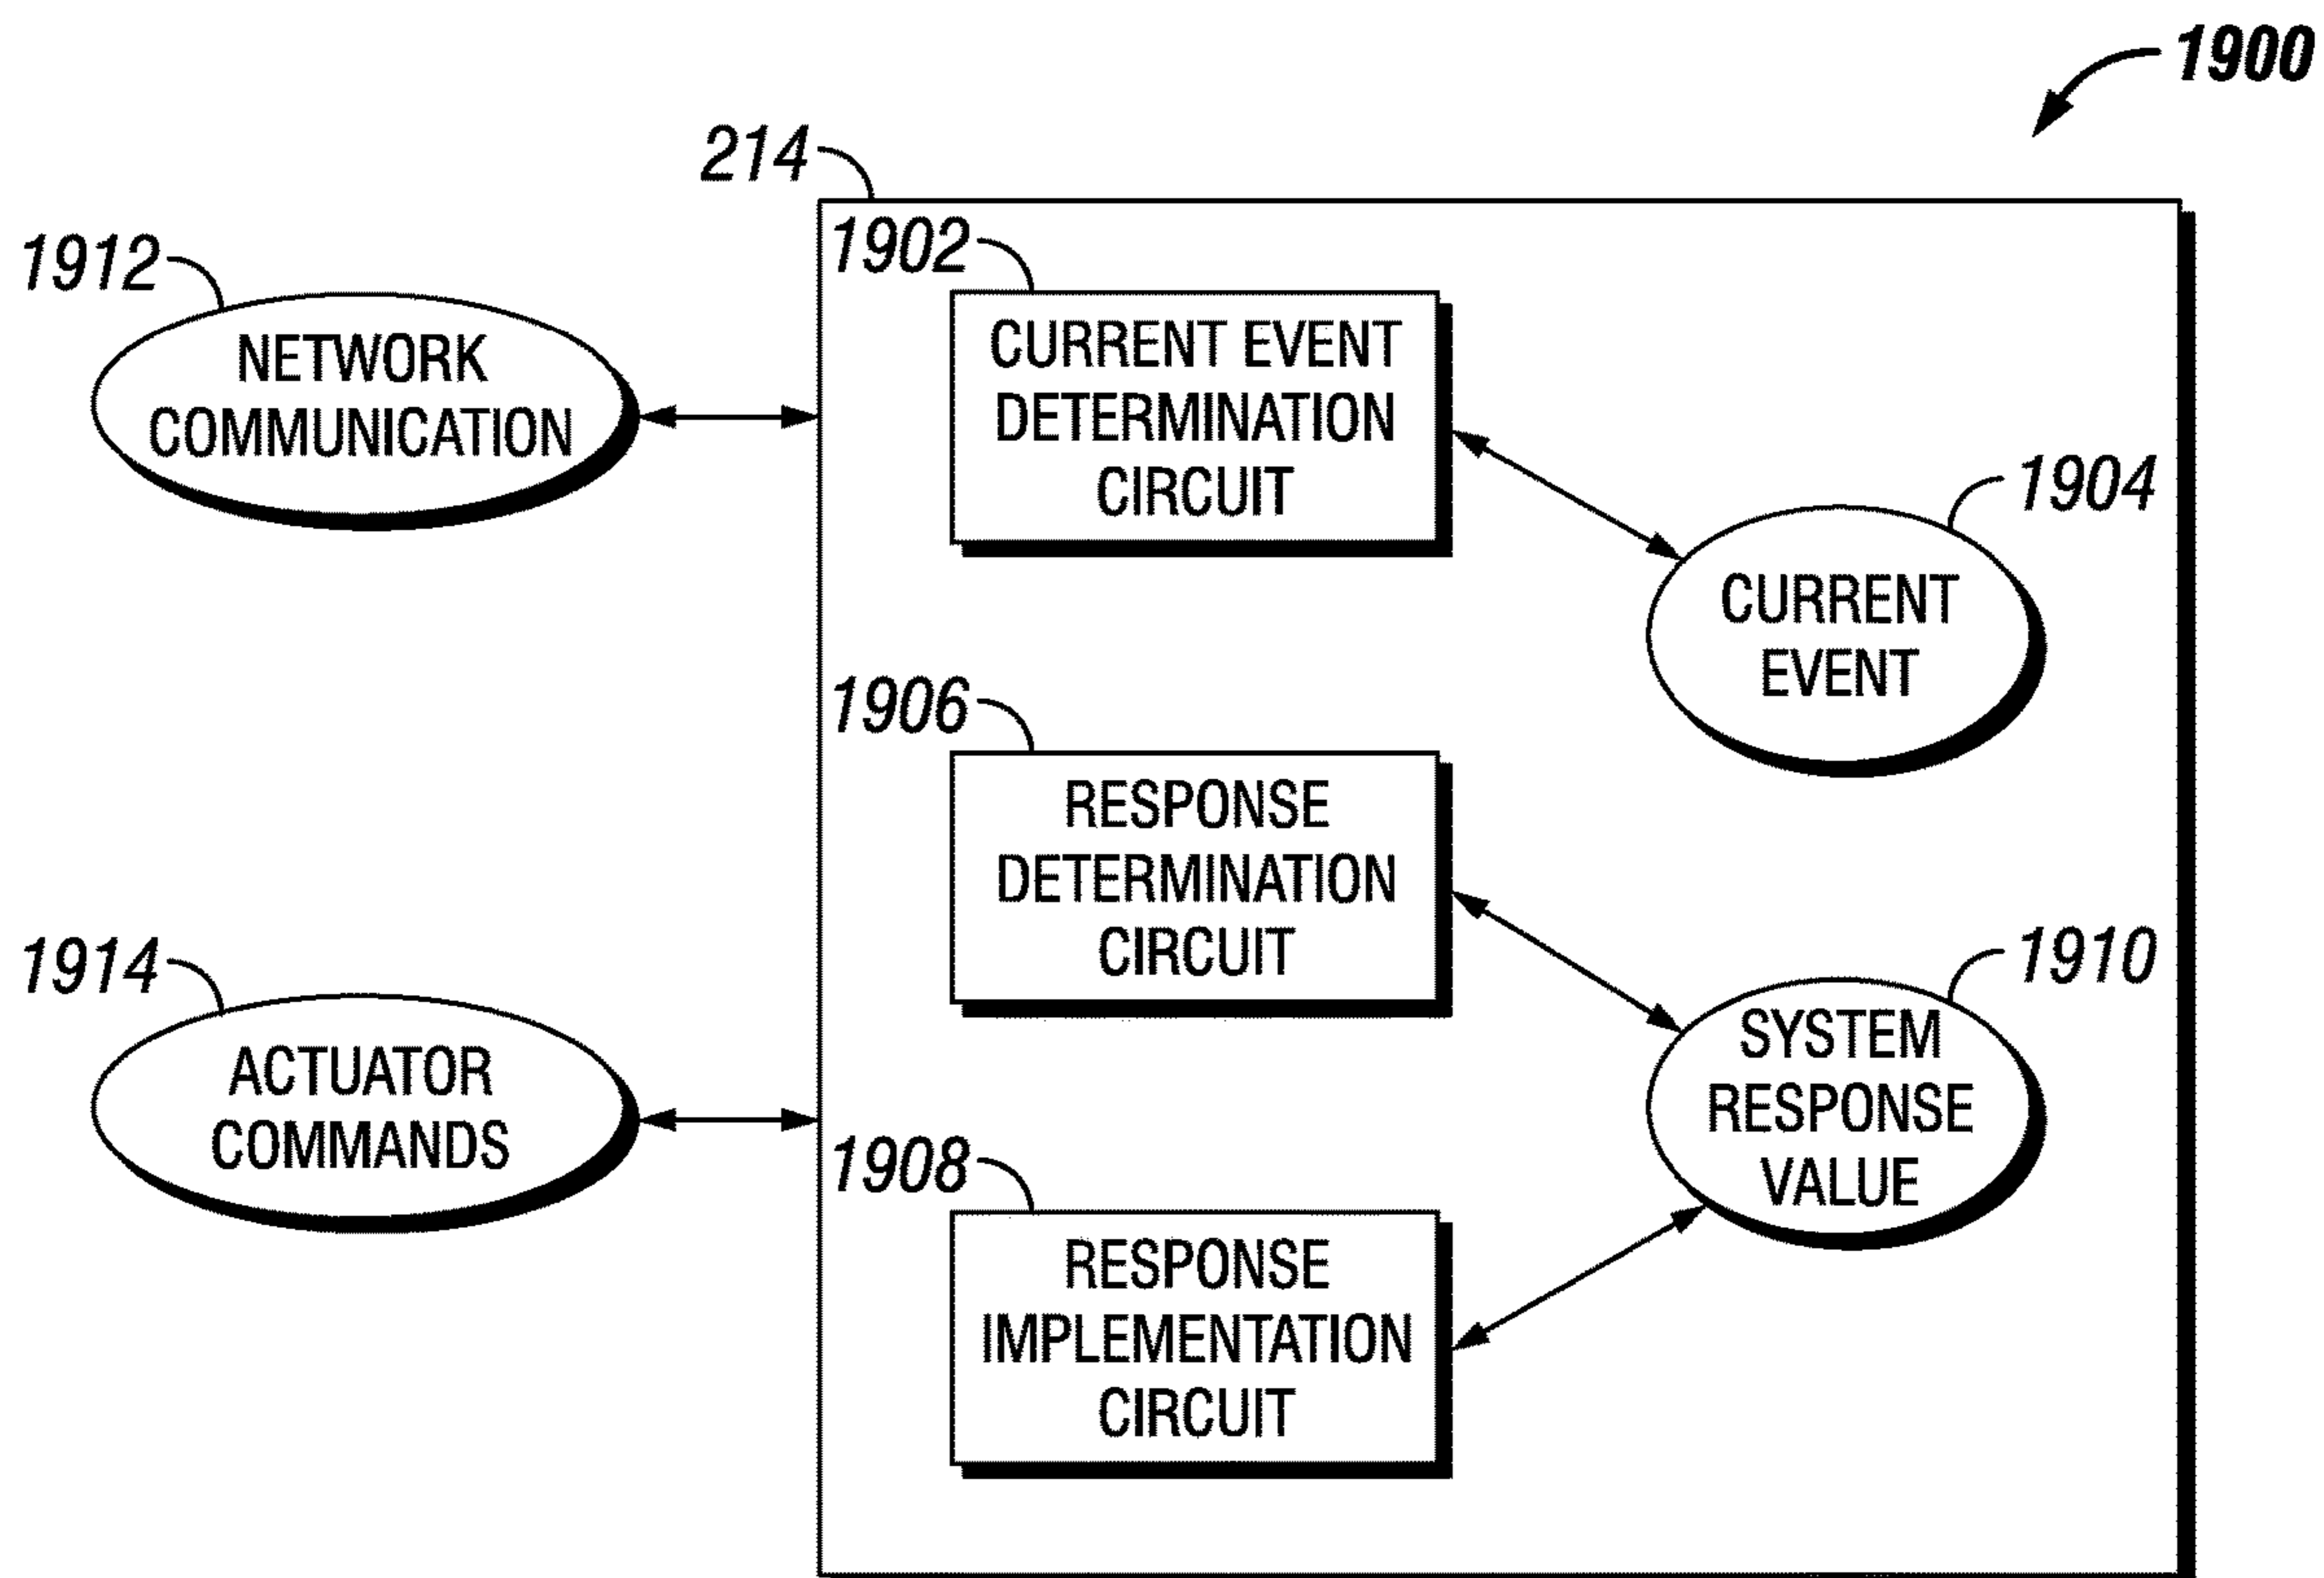 1900
214
1912
NETWORK
COMMUNICATION
1902
CURRENT EVENT
DETERMINATION
CIRCUIT
1904
CURRENT
EVENT
1906
RESPONSE
DETERMINATION
CIRCUIT
1914
ACTUATOR
COMMANDS
1910
SYSTEM
RESPONSE
VALUE
1908
RESPONSE
IMPLEMENTATION
CIRCUIT